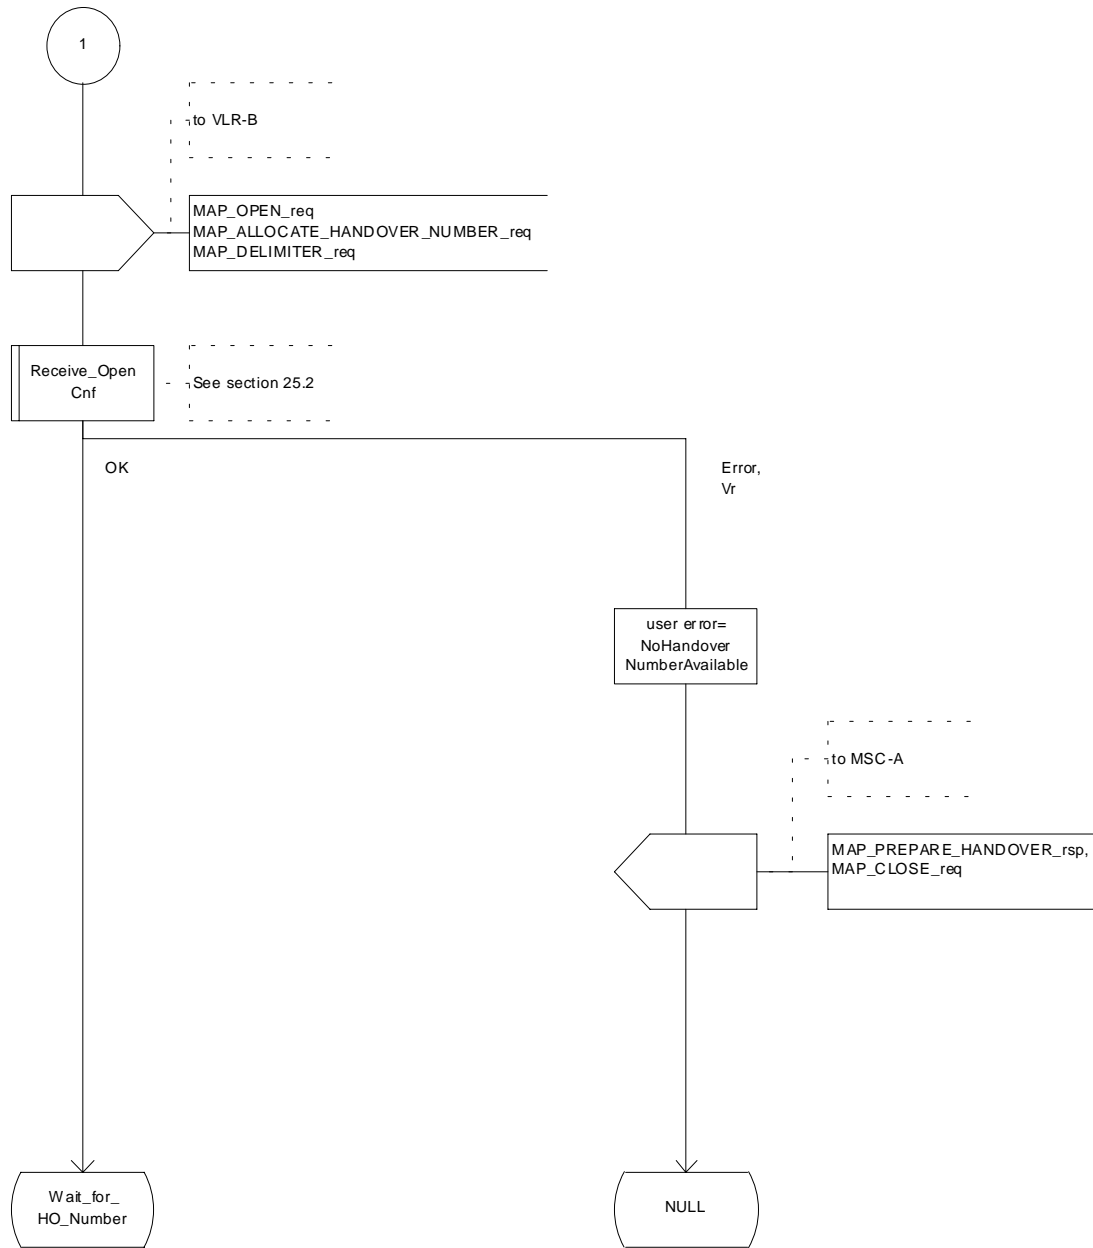 1
to VLR-B
MAP_OPEN_req
MAP_ALLOCATE_HANDOVER_NUMBER_req
MAP_DELIMITER_req
Receive_Open
Cnf
See section 25.2
OK
Error,
Vr
user error=
NoHandover
NumberAvailable
to MSC-A
MAP_PREPARE_HANDOVER_rsp,
MAP_CLOSE_req
Wait_for_
HO_Number
NULL